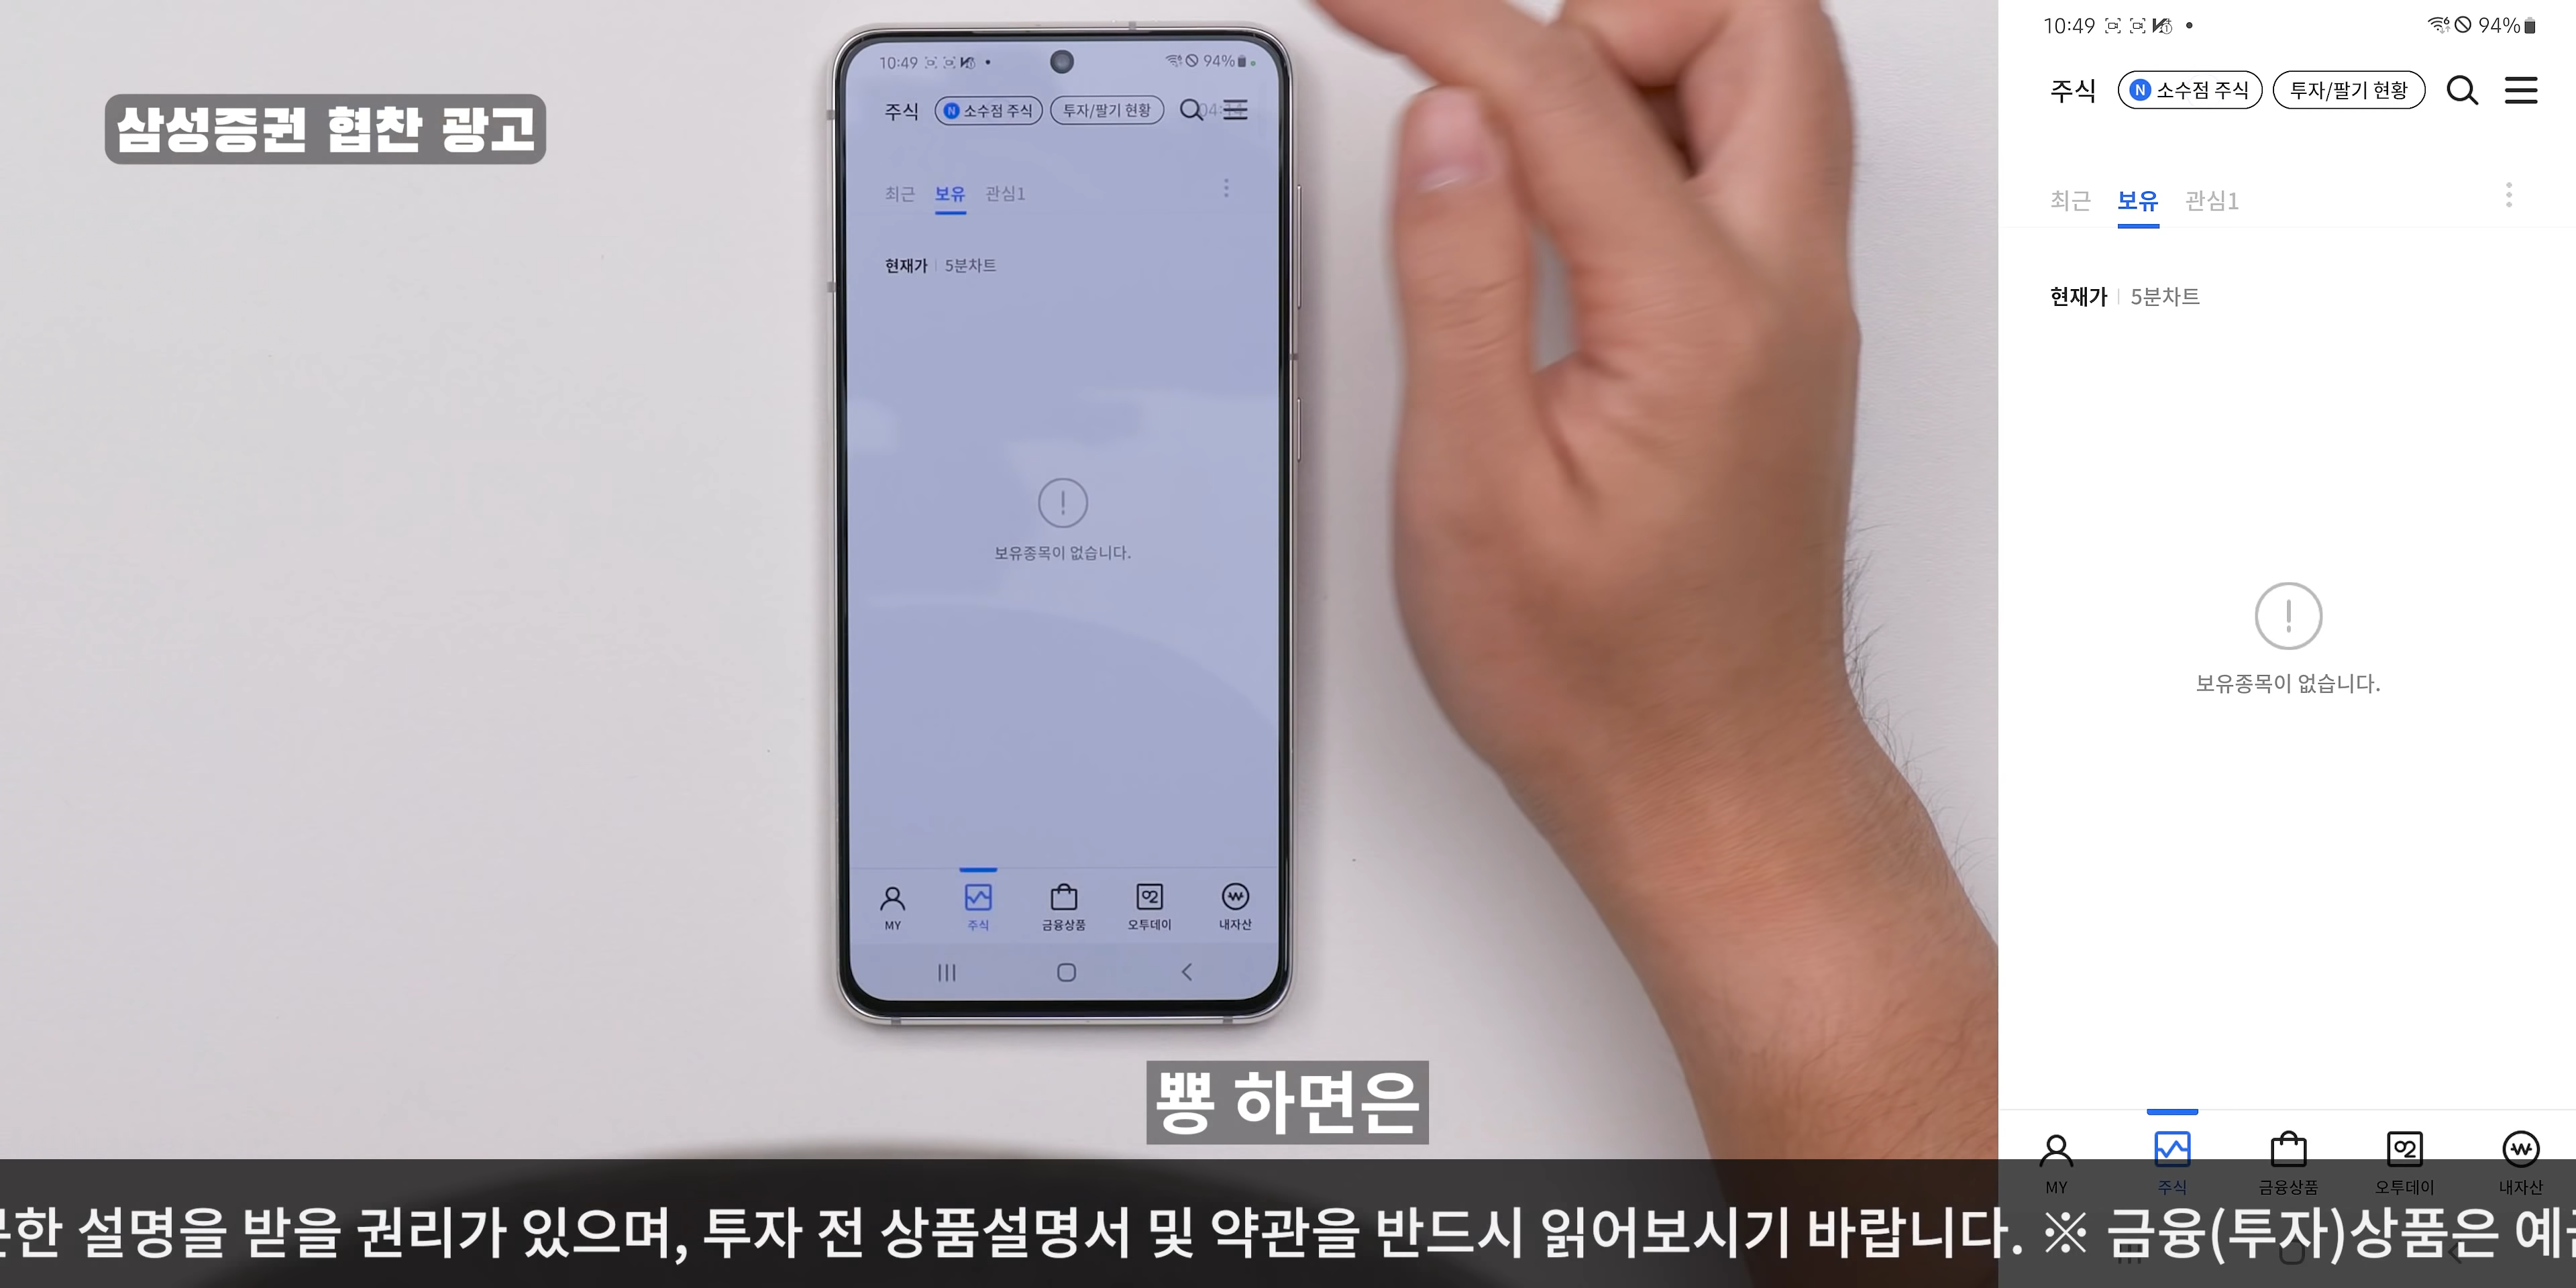 삼성증권 협찬 광고
10:49
94%
주식
N 소수점 주식
투자/팔기 현황
최근 보유 관심1
현재가 5분차트
보유종목이 없습니다.
MY 주식 금융상품 오투데이 내자산
10:49
94%
주식
N 소수점 주식
투자/팔기 현황
최근 보유 관심1
현재가 5분차트
보유종목이 없습니다.
MY 주식 금융상품 오투데이 내자산
뿅 하면은
설명을 받을 권리가 있으며, 투자 전 상품설명서 및 약관을 반드시 읽어보시기 바랍니다. ※ 금융(투자)상품은